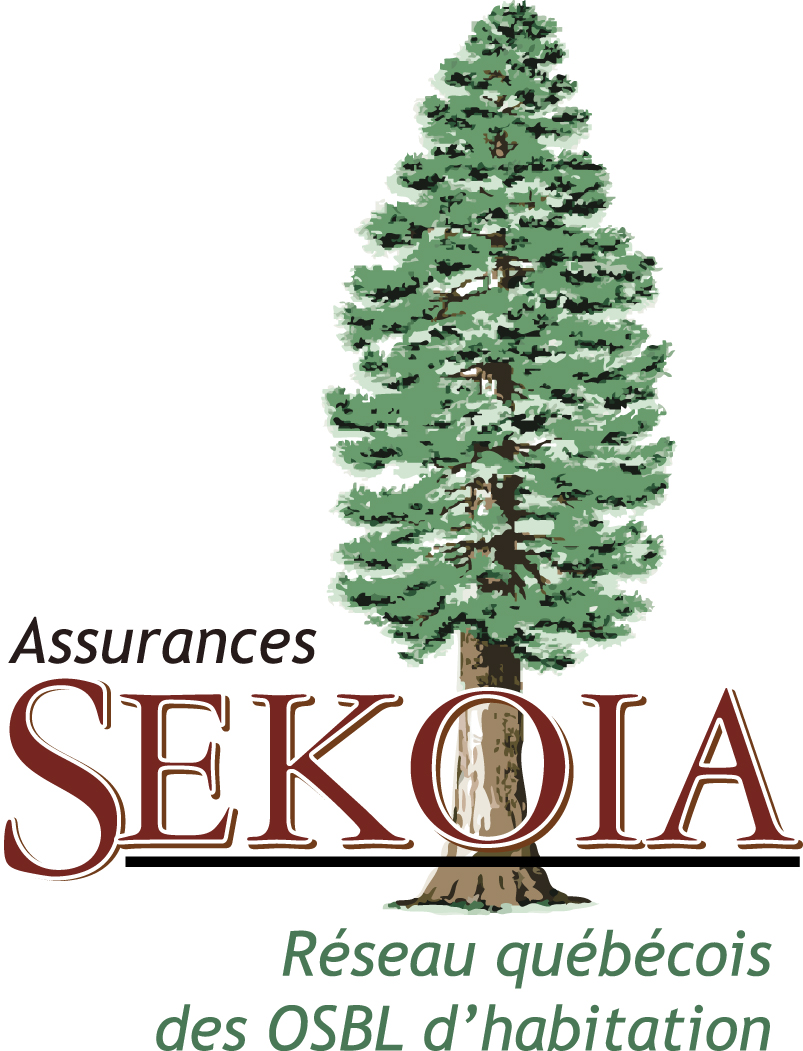 Assurances
SEKOIA
Réseau québécois
des OSBL d’habitation